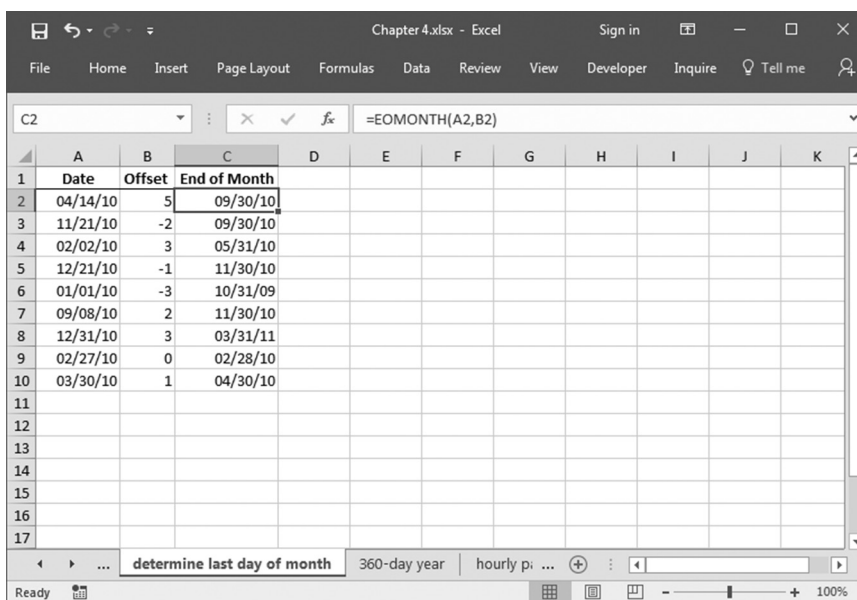 Chapter 4.xlsx - Excel Sign in
File Home Insert Page Layout Formulas Data Review View Developer Inquire Tell me
C2 fx =EOMONTH(A2,B2)
A B C D E F G H I J K
1 Date Offset End of Month
2 04/14/10 5 09/30/10
3 11/21/10 -2 09/30/10
4 02/02/10 3 05/31/10
5 12/21/10 -1 11/30/10
6 01/01/10 -3 10/31/09
7 09/08/10 2 11/30/10
8 12/31/10 3 03/31/11
9 02/27/10 0 02/28/10
10 03/30/10 1 04/30/10
11
12
13
14
15
16
17
... determine last day of month 360-day year hourly pa ...
Ready 100%